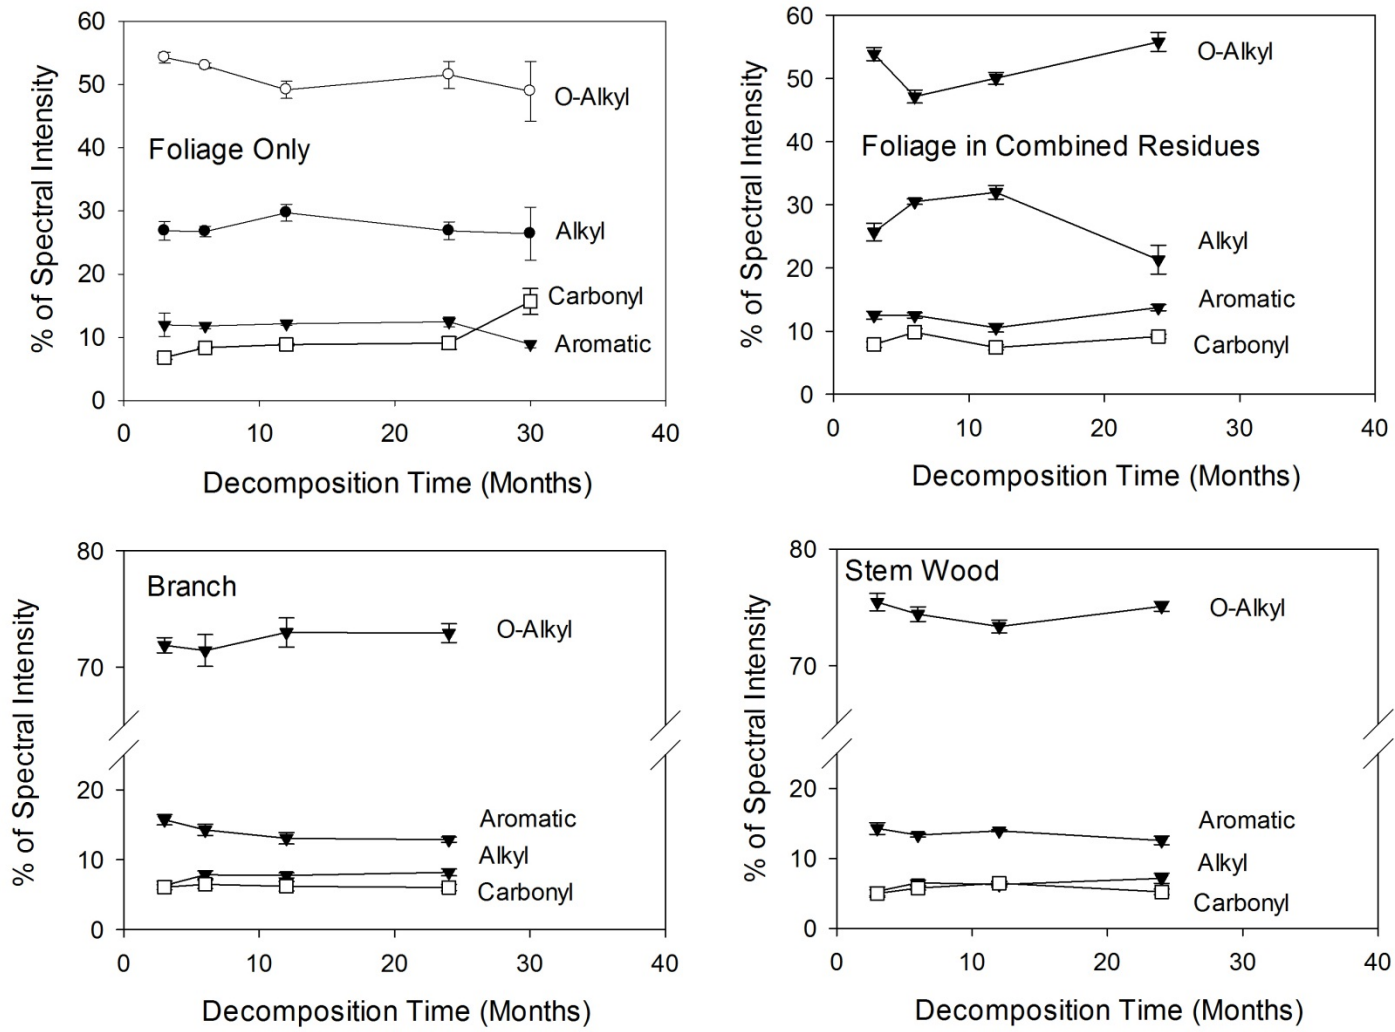 60
50
40
30
20
10
0
% of Spectral Intensity
Foliage Only
O-Alkyl
Alkyl
Carbonyl
Aromatic
0 10 20 30 40
Decomposition Time (Months)
60
50
40
30
20
10
0
% of Spectral Intensity
Foliage in Combined Residues
O-Alkyl
Alkyl
Aromatic
Carbonyl
0 10 20 30 40
Decomposition Time (Months)
80
70
20
10
0
% of Spectral Intensity
Branch
O-Alkyl
Aromatic
Alkyl
Carbonyl
0 10 20 30 40
Decomposition Time (Months)
80
70
20
10
0
% of Spectral Intensity
Stem Wood
O-Alkyl
Aromatic
Alkyl
Carbonyl
0 10 20 30 40
Decomposition Time (Months)